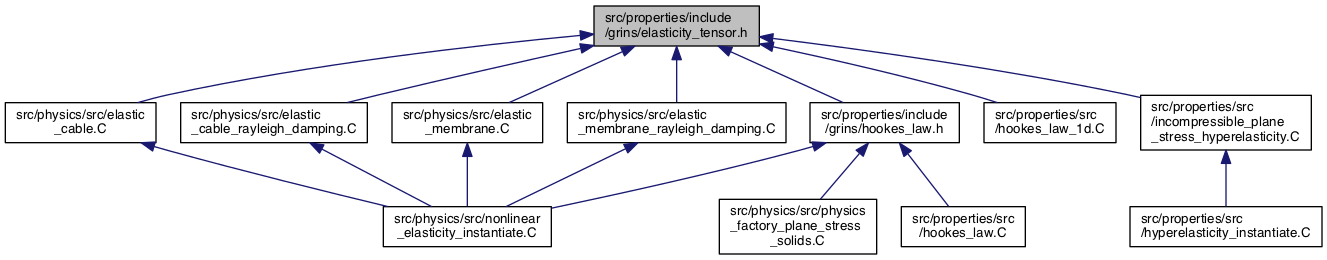 src/properties/include
/grins/elasticity_tensor.h
src/physics/src/elastic
_cable.C
src/physics/src/elastic
_cable_rayleigh_damping.C
src/physics/src/elastic
_membrane.C
src/physics/src/elastic
_membrane_rayleigh_damping.C
src/properties/include
/grins/hookes_law.h
src/properties/src
/hookes_law_1d.C
src/properties/src
/incompressible_plane
_stress_hyperelasticity.C
src/physics/src/nonlinear
_elasticity_instantiate.C
src/physics/src/physics
_factory_plane_stress
_solids.C
src/properties/src
/hookes_law.C
src/properties/src
/hyperelasticity_instantiate.C